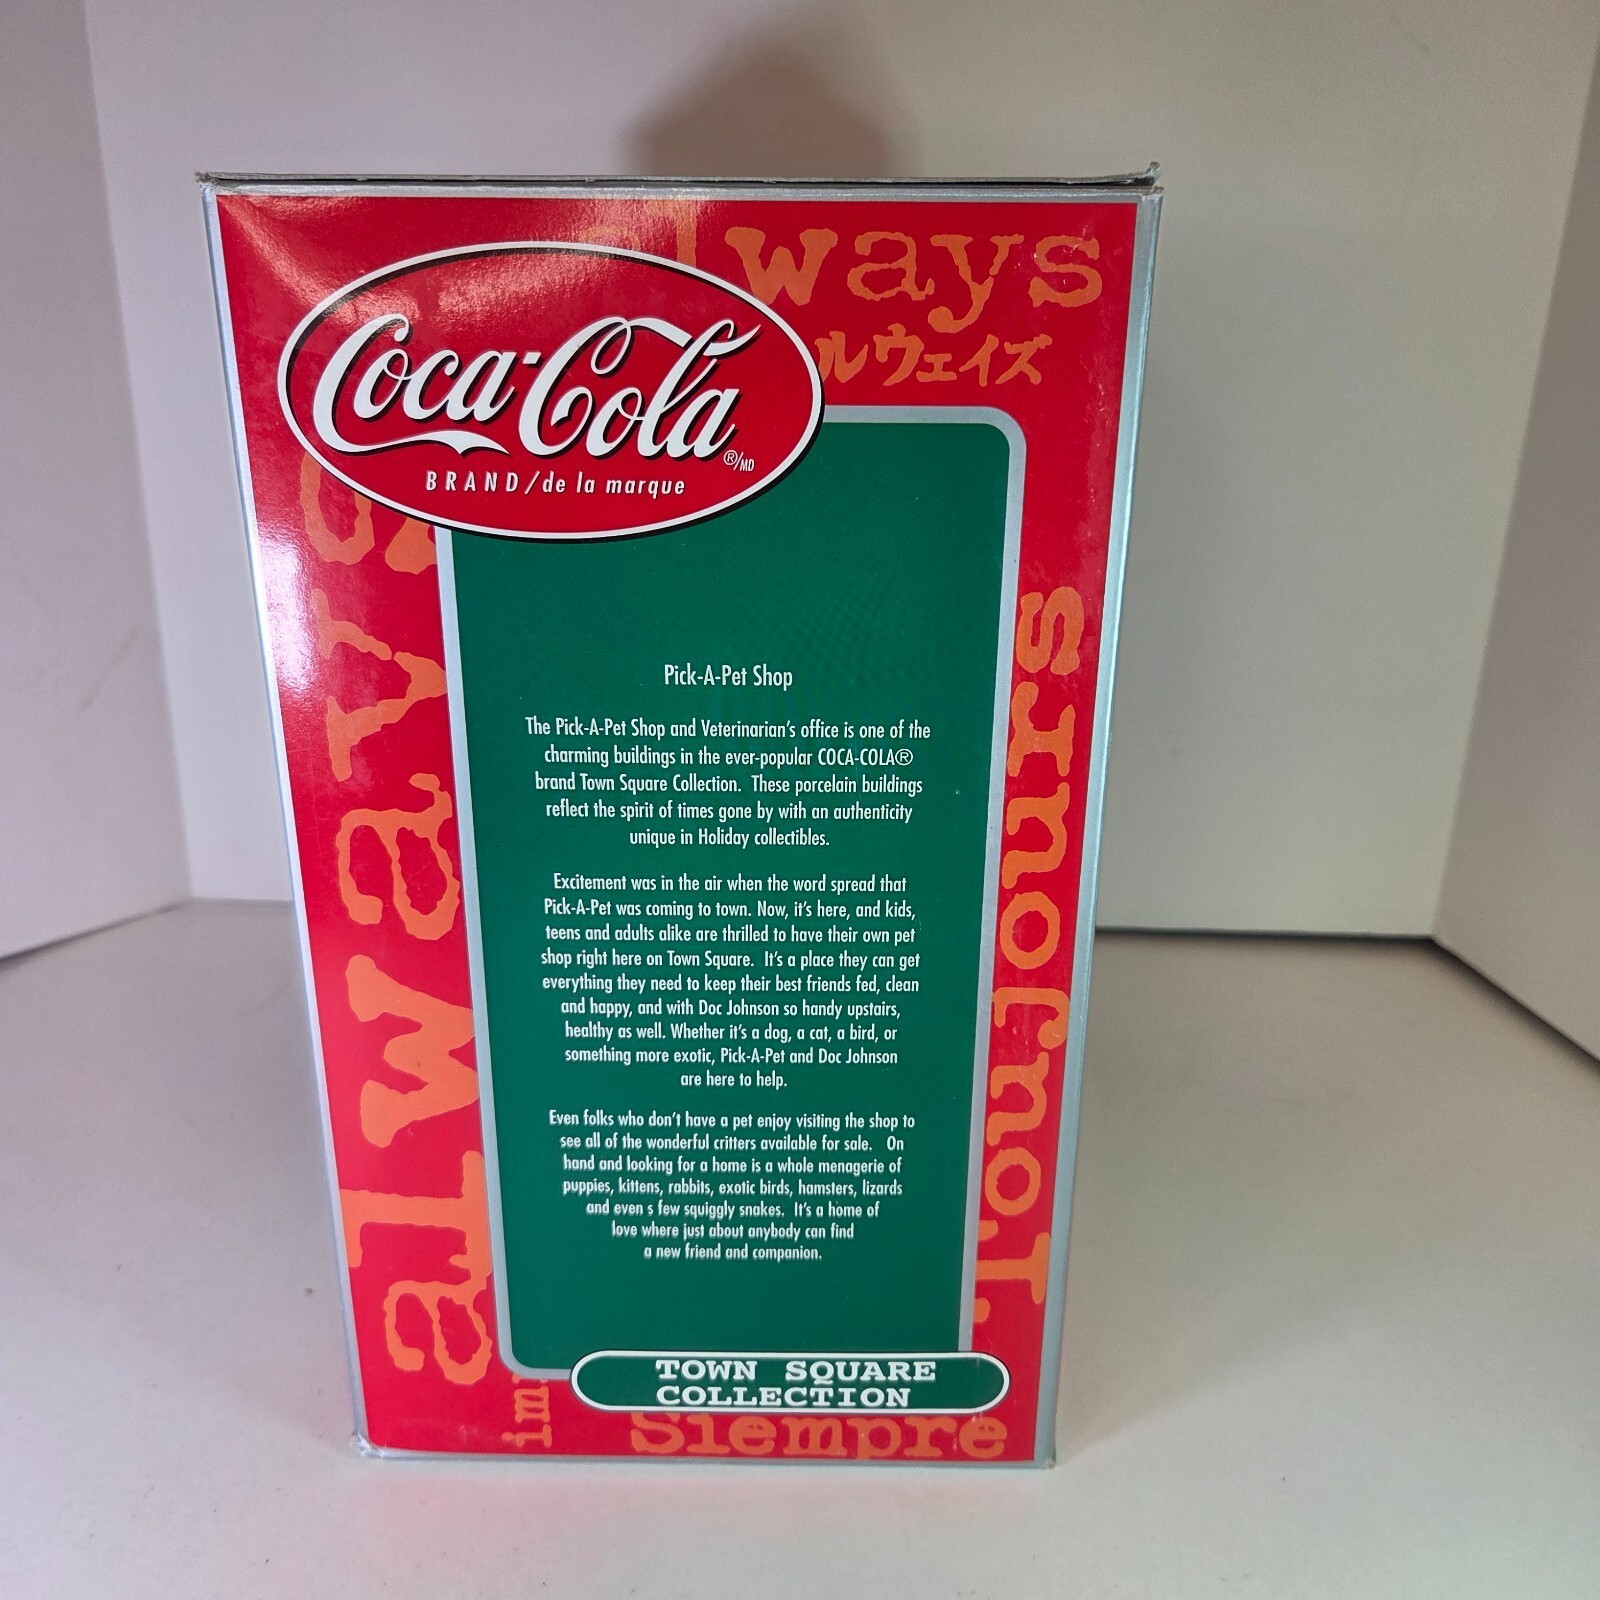 always
ルウェイズ
Coca-Cola
®/MD
BRAND/de la marque
always
Toujours
Pick-A-Pet Shop
The Pick-A-Pet Shop and Veterinarian's office is one of the
charming buildings in the ever-popular COCA-COLA®
brand Town Square Collection. These porcelain buildings
reflect the spirit of times gone by with an authenticity
unique in Holiday collectibles.
Excitement was in the air when the word spread that
Pick-A-Pet was coming to town. Now, it's here, and kids,
teens and adults alike are thrilled to have their own pet
shop right here on Town Square. It's a place they can get
everything they need to keep their best friends fed, clean
and happy, and with Doc Johnson so handy upstairs,
healthy as well. Whether it's a dog, a cat, a bird, or
something more exotic, Pick-A-Pet and Doc Johnson
are here to help.
Even folks who don't have a pet enjoy visiting the shop to
see all of the wonderful critters available for sale. On
hand and looking for a home is a whole menagerie of
puppies, kittens, rabbits, exotic birds, hamsters, lizards
and even s few squiggly snakes. It's a home of
love where just about anybody can find
a new friend and companion.
TOWN SQUARE
COLLECTION
Siempre